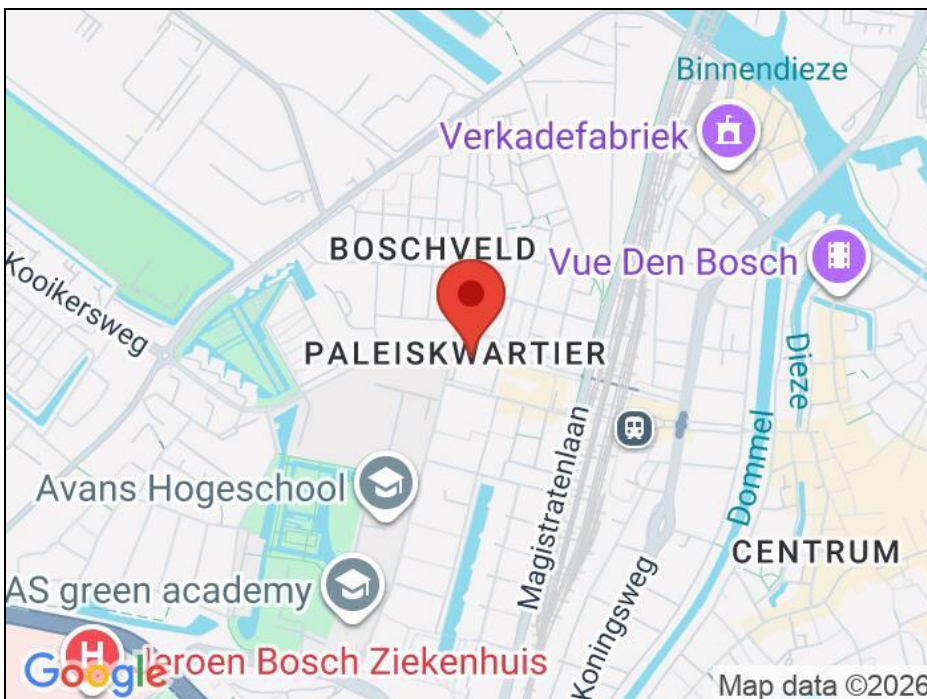 Binnendieze
Verkadefabriek
BOSCHVELD
Vue Den Bosch
Kooikersweg
PALEISKWARTIER
Dieze
Magistratenlaan
Dommel
Avans Hogeschool
CENTRUM
AS green academy
Koningsweg
H
Jeroen Bosch Ziekenhuis
Google
Map data ©2026